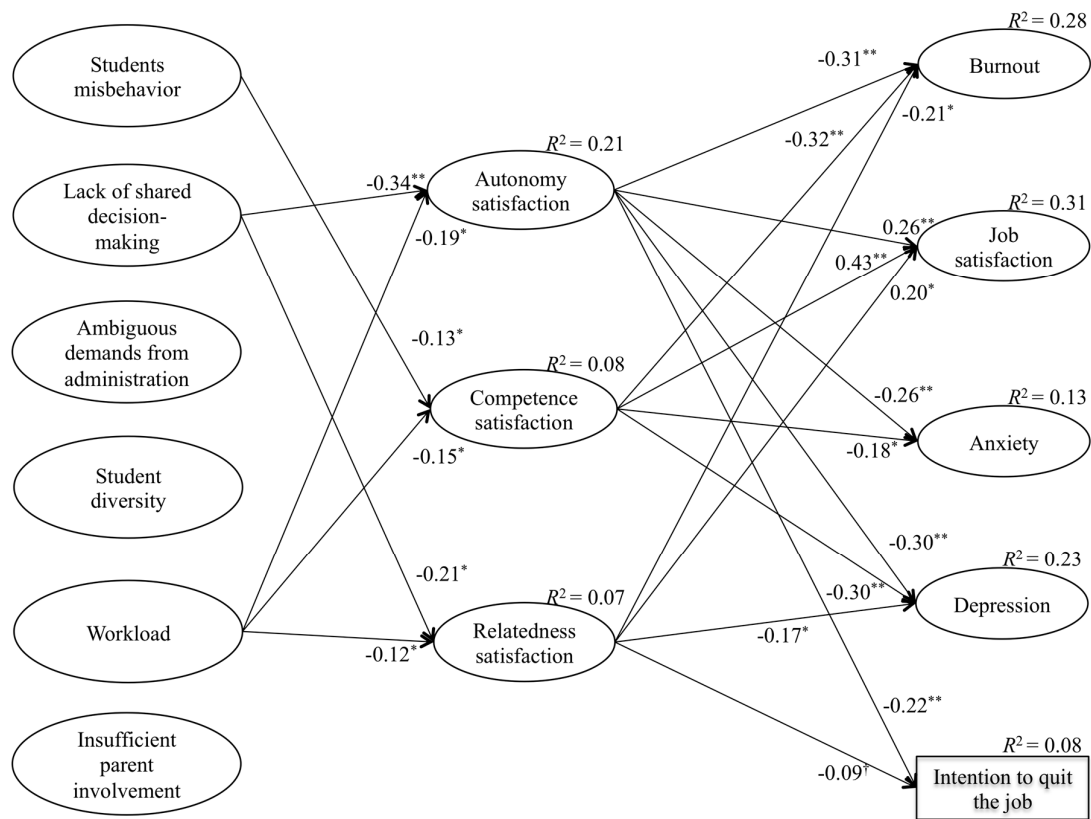 Students
misbehavior
Lack of shared
decision-
making
Ambiguous
demands from
administration
Student
diversity
Workload
Insufficient
parent
involvement
-0.34**
-0.19*
-0.13*
-0.15*
-0.21*
-0.12*
R² = 0.21
Autonomy
satisfaction
R² = 0.08
Competence
satisfaction
R² = 0.07
Relatedness
satisfaction
-0.31**
-0.32**
-0.21*
0.26**
0.43**
0.20*
-0.26**
-0.18*
-0.30**
-0.30**
-0.17*
-0.22**
-0.09†
R² = 0.28
Burnout
R² = 0.31
Job
satisfaction
R² = 0.13
Anxiety
R² = 0.23
Depression
R² = 0.08
Intention to quit
the job